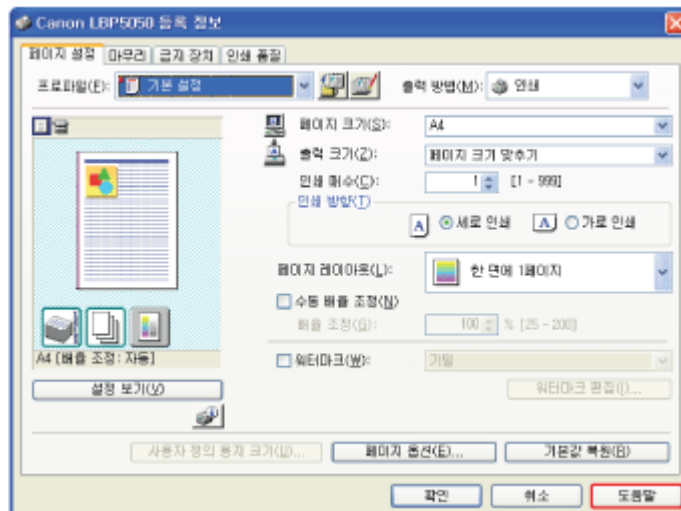 Canon LBP5050 등록 정보
페이지 설정 마무리 급지 장치 인쇄 품질
프로파일(F): 기본 설정 출력 방법(M): 인쇄
페이지 크기(S): A4
출력 크기(Z): 페이지 크기 맞추기
인쇄 매수(C): 1 [1 - 999]
인쇄 방향(T)
A 세로 인쇄 A 가로 인쇄
페이지 레이아웃(L): 한 면에 1페이지
수동 배율 조정(N)
배율 조정(G): 100 % [25 - 200]
A4 [배율 조정: 자동]
워터마크(W): 기밀
설정 보기(V)
워터마크 편집(I)...
사용자 정의 용지 크기(U)... 페이지 옵션(E)... 기본값 복원(R)
확인 취소 도움말